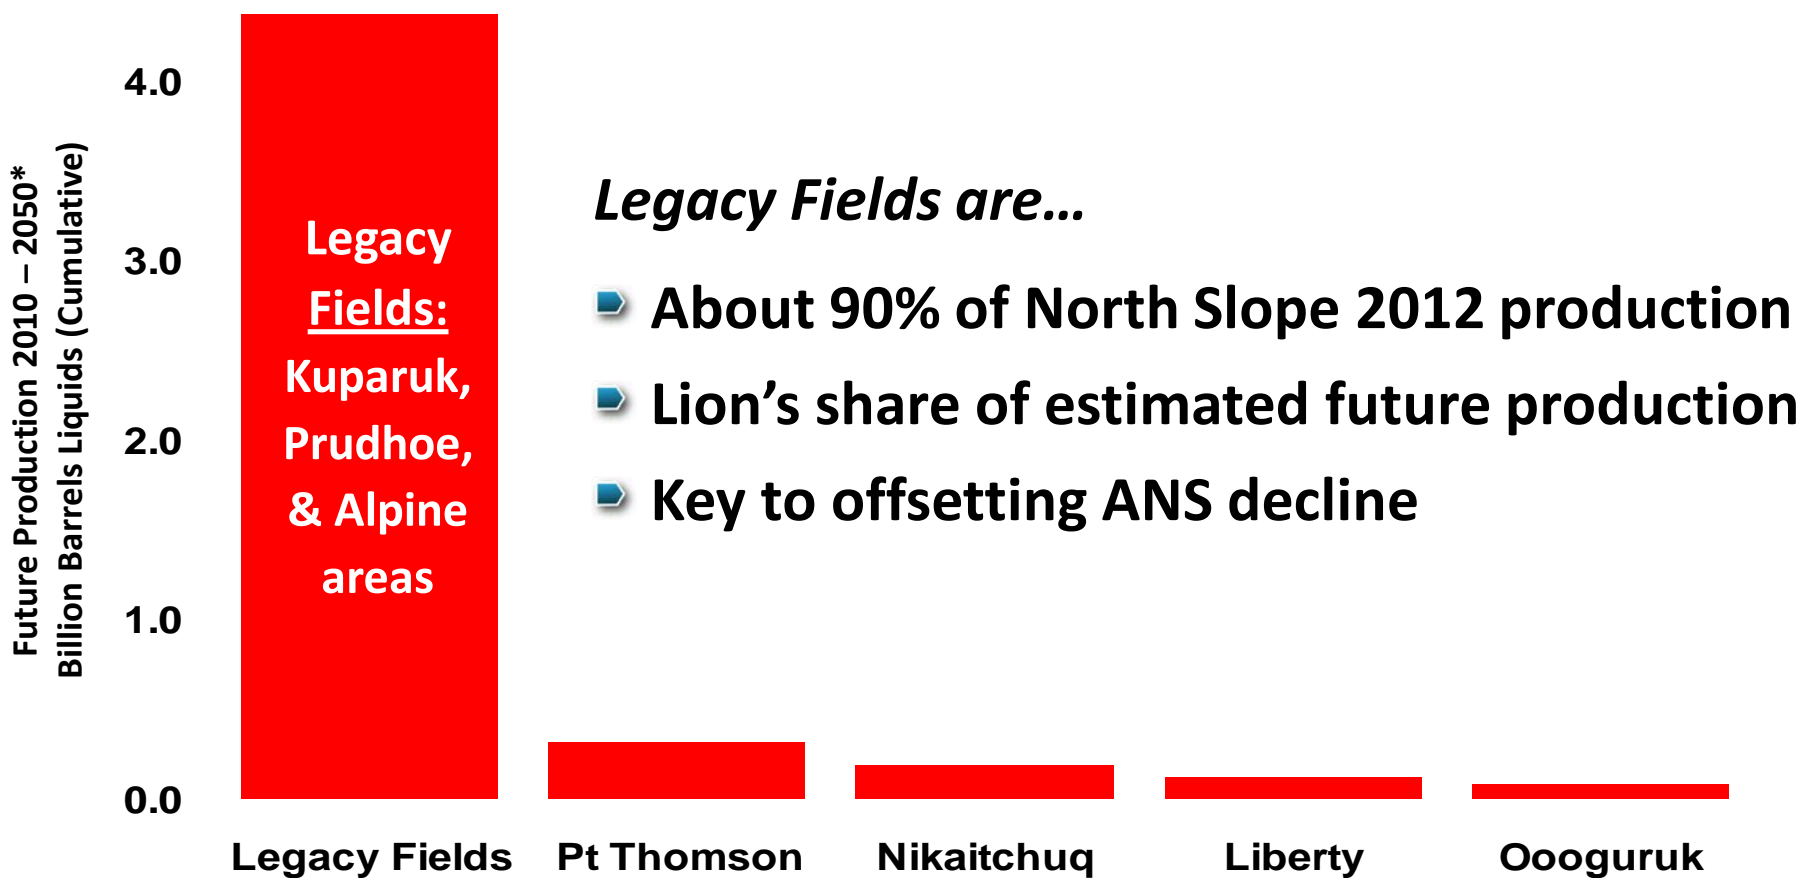 Future Production 2010 – 2050*
Billion Barrels Liquids (Cumulative)
4.0
3.0
2.0
1.0
0.0
Legacy
Fields:
Kuparuk,
Prudhoe,
& Alpine
areas
Legacy Fields are…
About 90% of North Slope 2012 production
Lion’s share of estimated future production
Key to offsetting ANS decline
Legacy Fields
Pt Thomson
Nikaitchuq
Liberty
Oooguruk